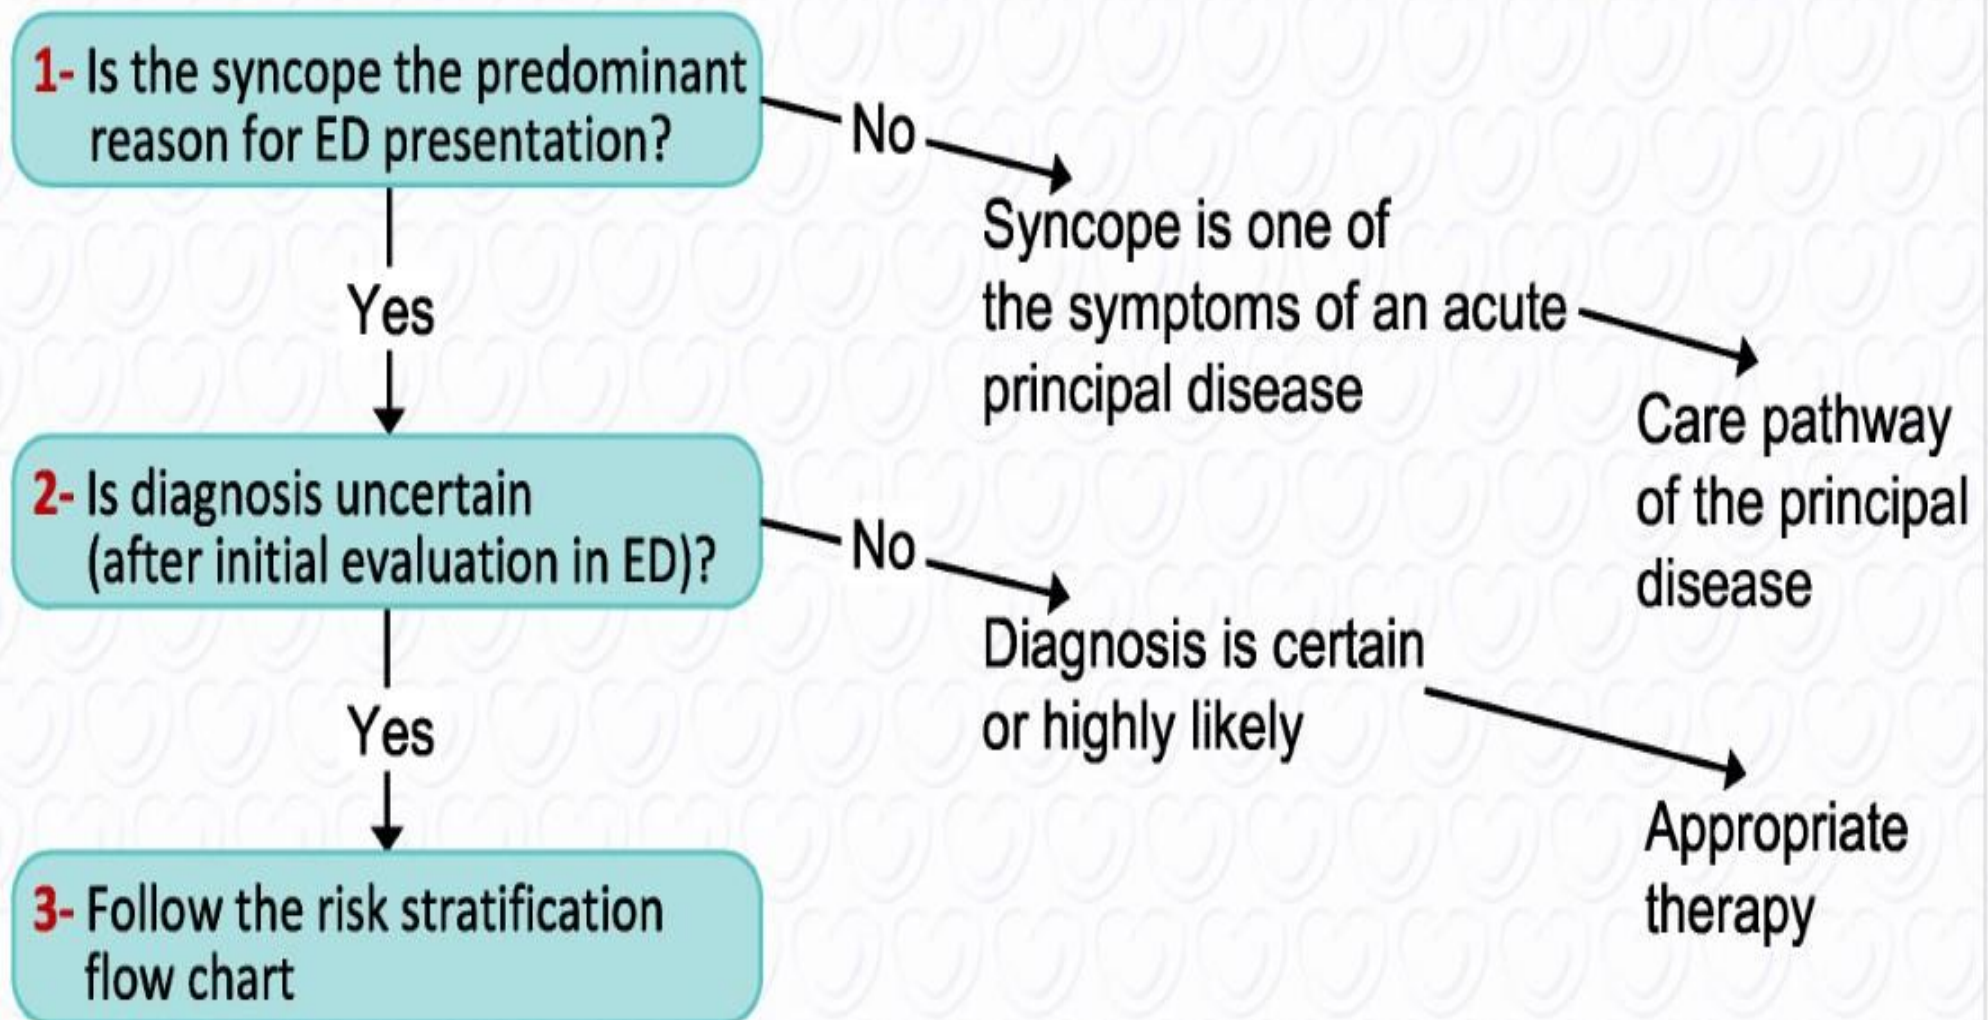 1- Is the syncope the predominant
reason for ED presentation?
No
Syncope is one of
the symptoms of an acute
principal disease
Care pathway
of the principal
disease
Yes
2- Is diagnosis uncertain
(after initial evaluation in ED)?
No
Diagnosis is certain
or highly likely
Appropriate
therapy
Yes
3- Follow the risk stratification
flow chart